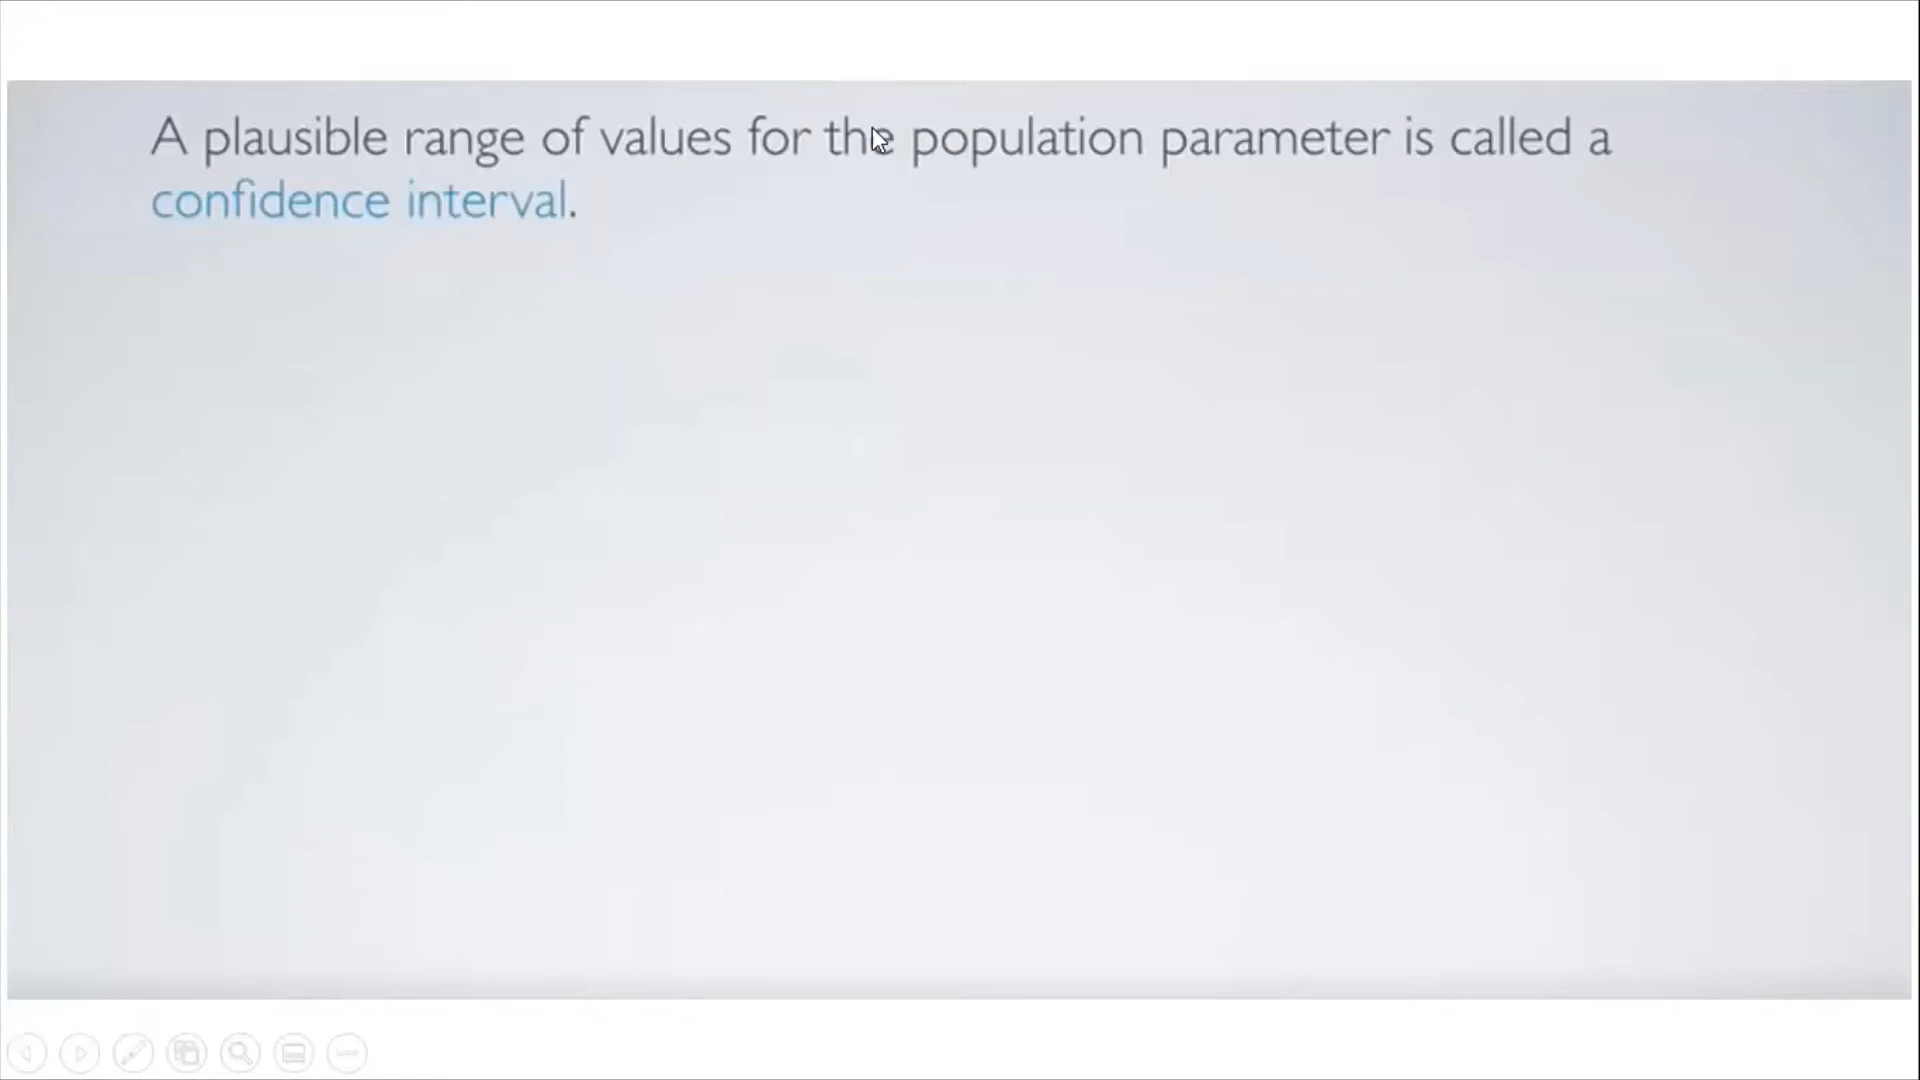 A plausible range of values for the population parameter is called a
confidence interval.